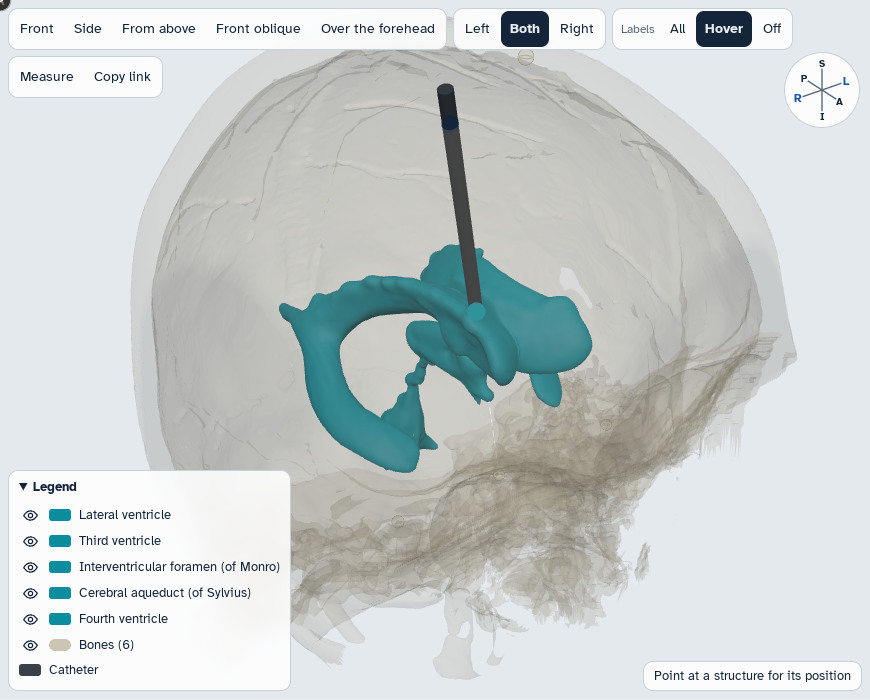 Front Side From above Front oblique Over the forehead Left Both Right Labels All Hover Off
Measure Copy link
S
P L
R A
I
▼ Legend
Lateral ventricle
Third ventricle
Interventricular foramen (of Monro)
Cerebral aqueduct (of Sylvius)
Fourth ventricle
Bones (6)
Catheter
Point at a structure for its position